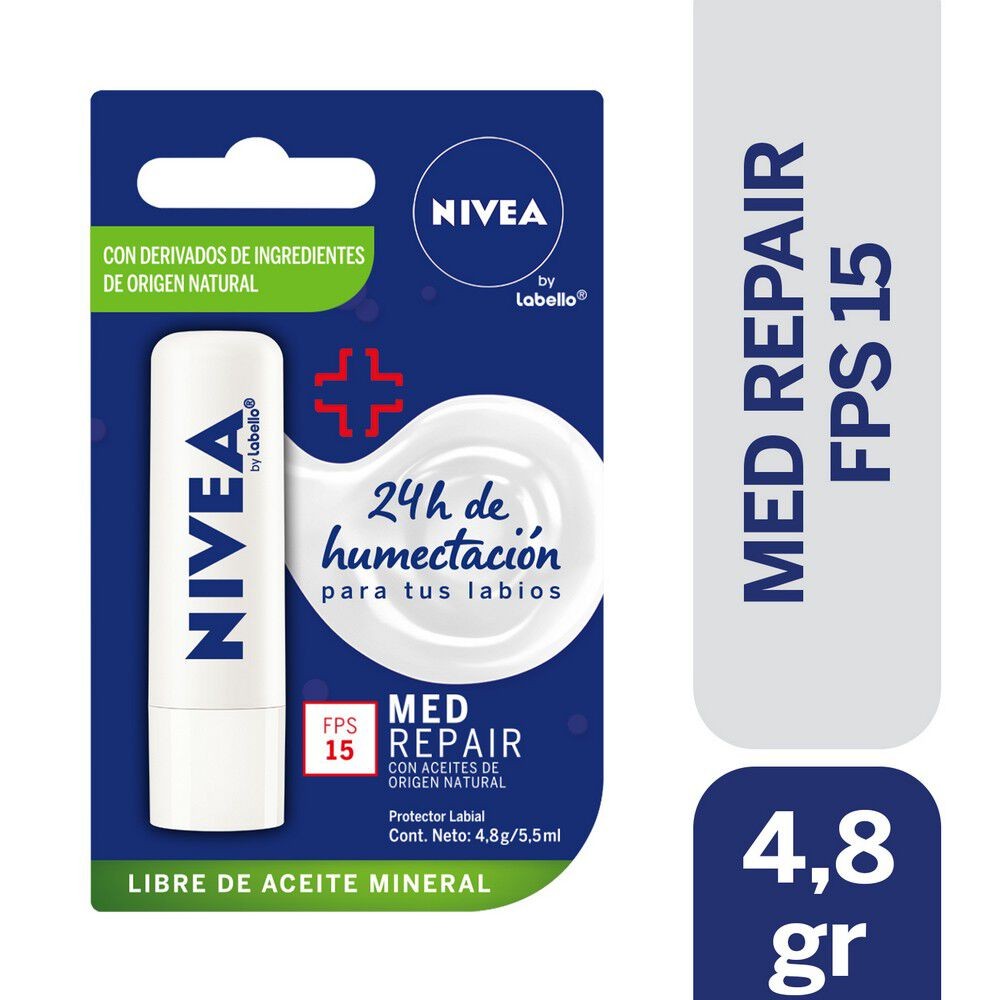 NIVEA
by
Labello®
CON DERIVADOS DE INGREDIENTES
DE ORIGEN NATURAL
NIVEA
by Labello®
24h de
humectación
para tus labios
FPS
15
MED
REPAIR
CON ACEITES DE
ORIGEN NATURAL
Protector Labial
Cont. Neto: 4,8g/5,5ml
LIBRE DE ACEITE MINERAL
MED REPAIR
FPS 15
4,8
gr